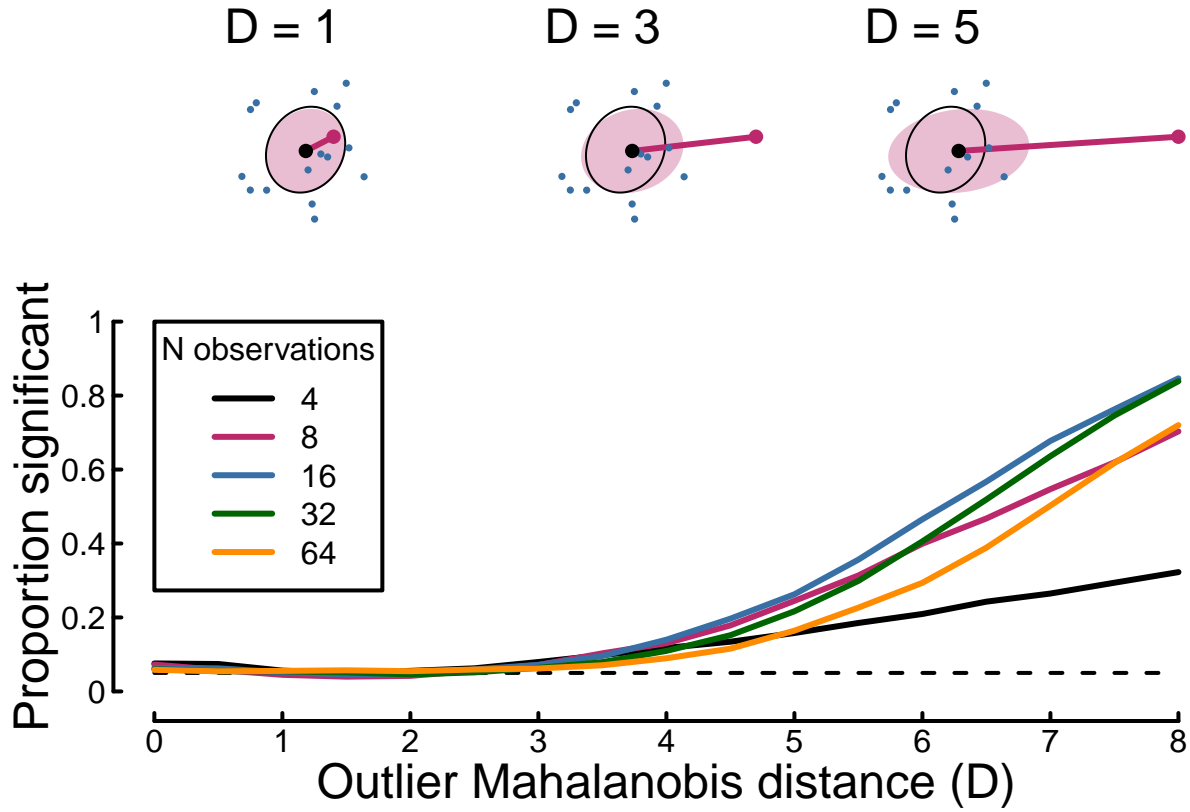 D = 1
D = 3
D = 5
Proportion significant
1
0.8
0.6
0.4
0.2
0
N observations
4
8
16
32
64
0 1 2 3 4 5 6 7 8
Outlier Mahalanobis distance (D)